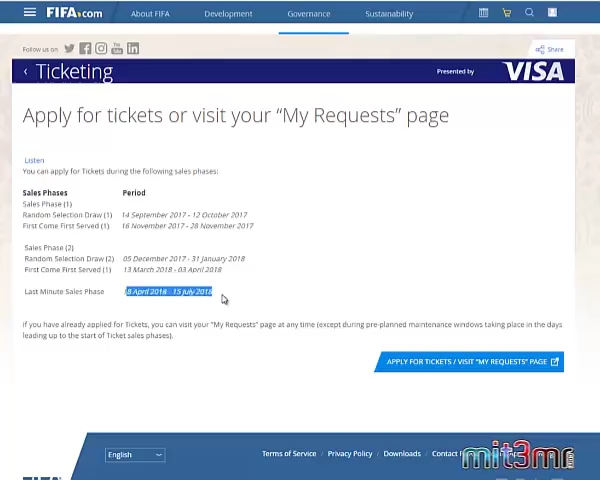 FIFA.com About FIFA Development Governance Sustainability
Follow us on Share
Ticketing Presented by VISA
Apply for tickets or visit your “My Requests” page
Listen
You can apply for Tickets during the following sales phases:
Sales Phases Period
Sales Phase (1)
Random Selection Draw (1) 14 September 2017 - 12 October 2017
First Come First Served (1) 16 November 2017 - 28 November 2017
Sales Phase (2)
Random Selection Draw (2) 05 December 2017 - 31 January 2018
First Come First Served (1) 13 March 2018 - 03 April 2018
Last Minute Sales Phase 18 April 2018 - 15 July 2018
If you have already applied for Tickets, you can visit your "My Requests" page at any time (except during pre-planned maintenance windows taking place in the days
leading up to the start of Ticket sales phases).
APPLY FOR TICKETS / VISIT "MY REQUESTS" PAGE
English Terms of Service / Privacy Policy / Downloads / Contact
mit3mr